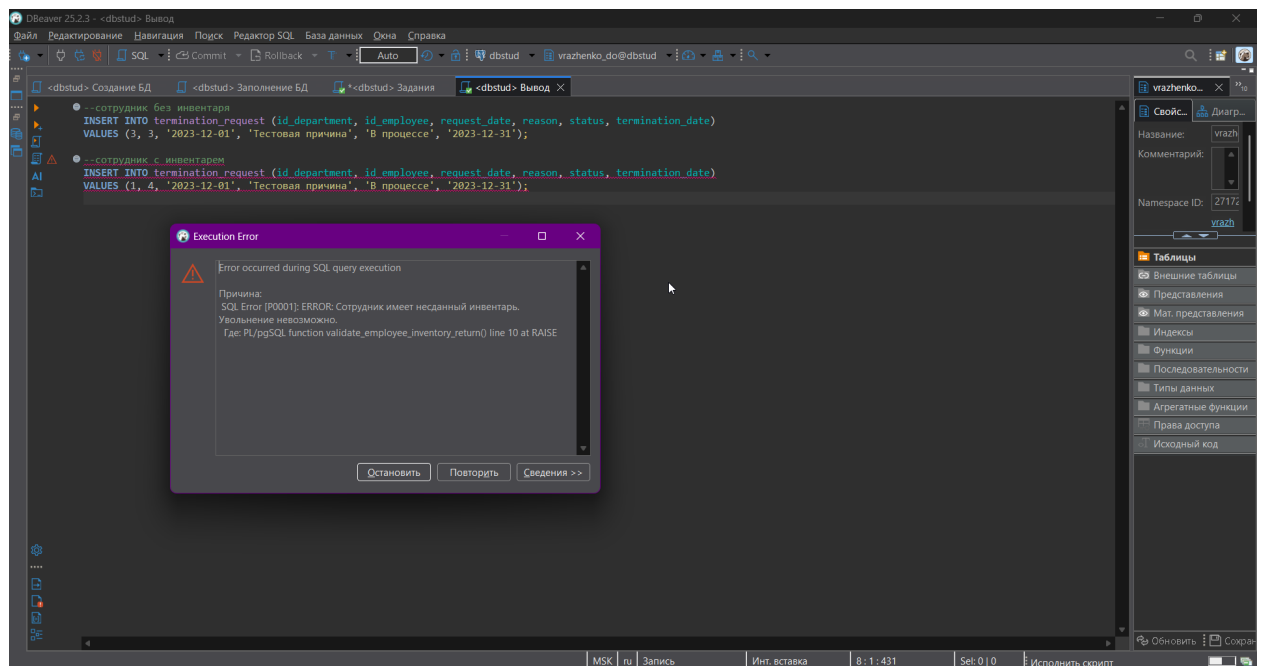 DBeaver 25.2.3 - <dbstud> Вывод
Файл Редактирование Навигация Поиск Редактор SQL База данных Окна Справка
SQL Commit Rollback T Auto dbstud vrazhenko_do@dbstud
<dbstud> Создание БД <dbstud> Заполнение БД *<dbstud> Задания <dbstud> Вывод
--сотрудник без инвентаря
INSERT INTO termination_request (id_department, id_employee, request_date, reason, status, termination_date)
VALUES (3, 3, '2023-12-01', 'Тестовая причина', 'В процессе', '2023-12-31');
--сотрудник с инвентарем
INSERT INTO termination_request (id_department, id_employee, request_date, reason, status, termination_date)
VALUES (1, 4, '2023-12-01', 'Тестовая причина', 'В процессе', '2023-12-31');
AI
Execution Error
Error occurred during SQL query execution
Причина:
SQL Error [P0001]: ERROR: Сотрудник имеет несданный инвентарь.
Увольнение невозможно.
Где: PL/pgSQL function validate_employee_inventory_return() line 10 at RAISE
Остановить Повторить Сведения >>
vrazhenko... »10
Свойс... Диагр...
Название: vrazh
Комментарий:
Namespace ID: 27172
vrazh
Таблицы
Внешние таблицы
Представления
Мат. представления
Индексы
Функции
Последовательности
Типы данных
Агрегатные функции
Права доступа
Исходный код
Обновить Сохран
MSK ru Запись Инт. вставка 8 : 1 : 431 Sel: 0 | 0 Исполнить скрипт